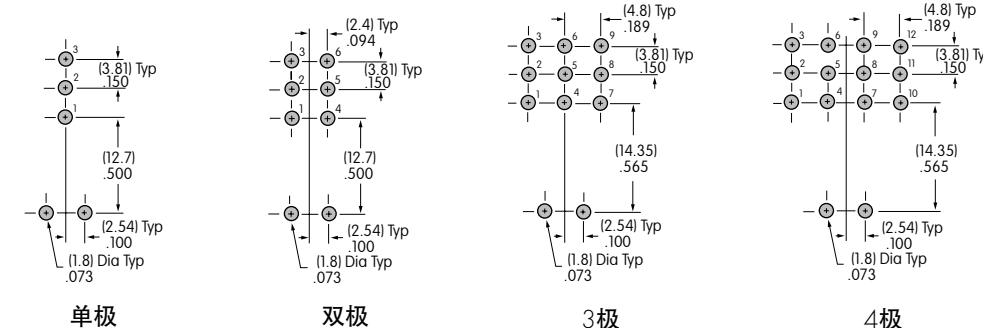 3
2
1
(3.81) Typ
.150
(12.7)
.500
(2.54) Typ
.100
(1.8) Dia Typ
.073
单极
(2.4) Typ
.094
3 6
2 5
1 4
(3.81) Typ
.150
(12.7)
.500
(2.54) Typ
.100
(1.8) Dia Typ
.073
双极
(4.8) Typ
.189
3 6 9
2 5 8
1 4 7
(3.81) Typ
.150
(14.35)
.565
(2.54) Typ
.100
(1.8) Dia Typ
.073
3极
(4.8) Typ
.189
3 6 9 12
2 5 8 11
1 4 7 10
(3.81) Typ
.150
(14.35)
.565
(2.54) Typ
.100
(1.8) Dia Typ
.073
4极